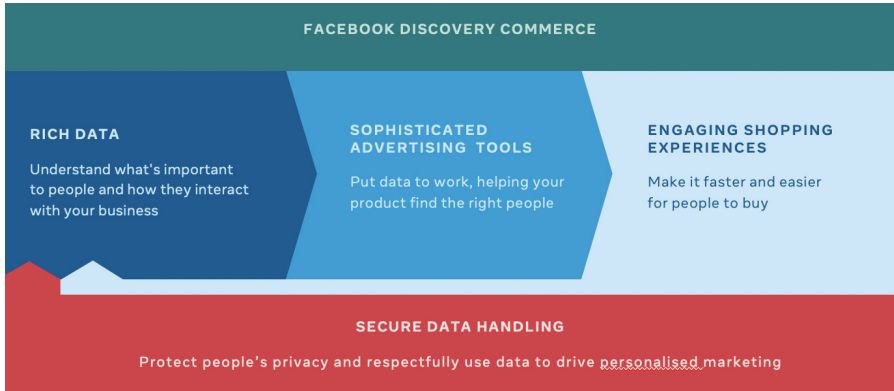 FACEBOOK DISCOVERY COMMERCE
RICH DATA
Understand what's important
to people and how they interact
with your business
SOPHISTICATED
ADVERTISING TOOLS
Put data to work, helping your
product find the right people
ENGAGING SHOPPING
EXPERIENCES
Make it faster and easier
for people to buy
SECURE DATA HANDLING
Protect people's privacy and respectfully use data to drive personalised marketing